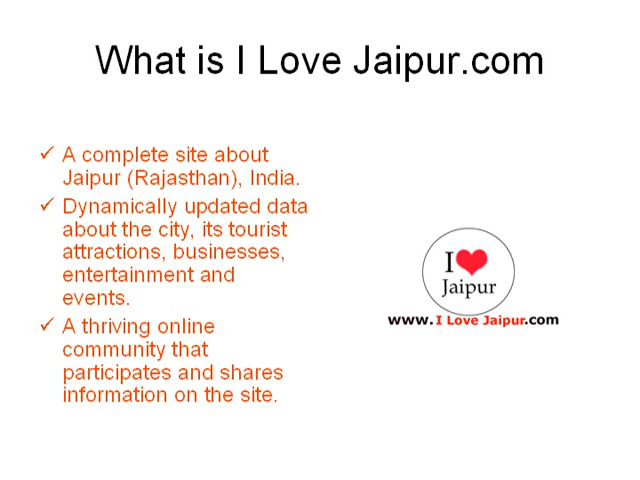 What is I Love Jaipur.com
A complete site about
Jaipur (Rajasthan), India.
Dynamically updated data
about the city, its tourist
attractions, businesses,
entertainment and
events.
A thriving online
community that
participates and shares
information on the site.
I
Jaipur
www.I Love Jaipur.com